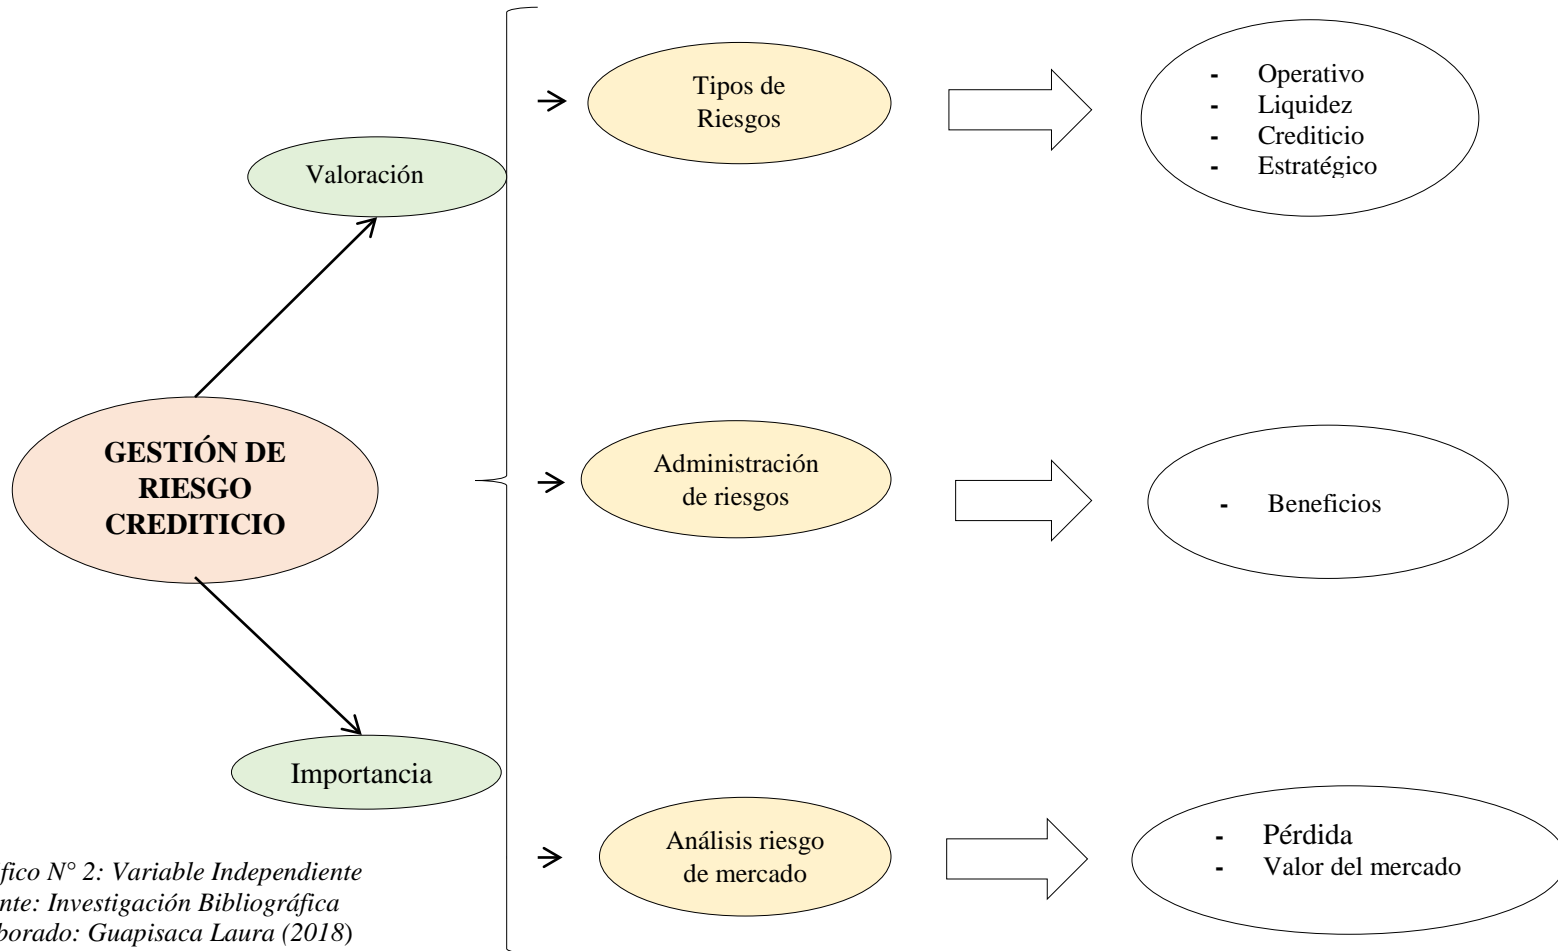 Tipos de
Riesgos
- Operativo
- Liquidez
- Crediticio
- Estratégico
Valoración
GESTIÓN DE
RIESGO
CREDITICIO
Administración
de riesgos
- Beneficios
Importancia
Análisis riesgo
de mercado
- Pérdida
- Valor del mercado
fico N° 2: Variable Independiente
nte: Investigación Bibliográfica
borado: Guapisaca Laura (2018)